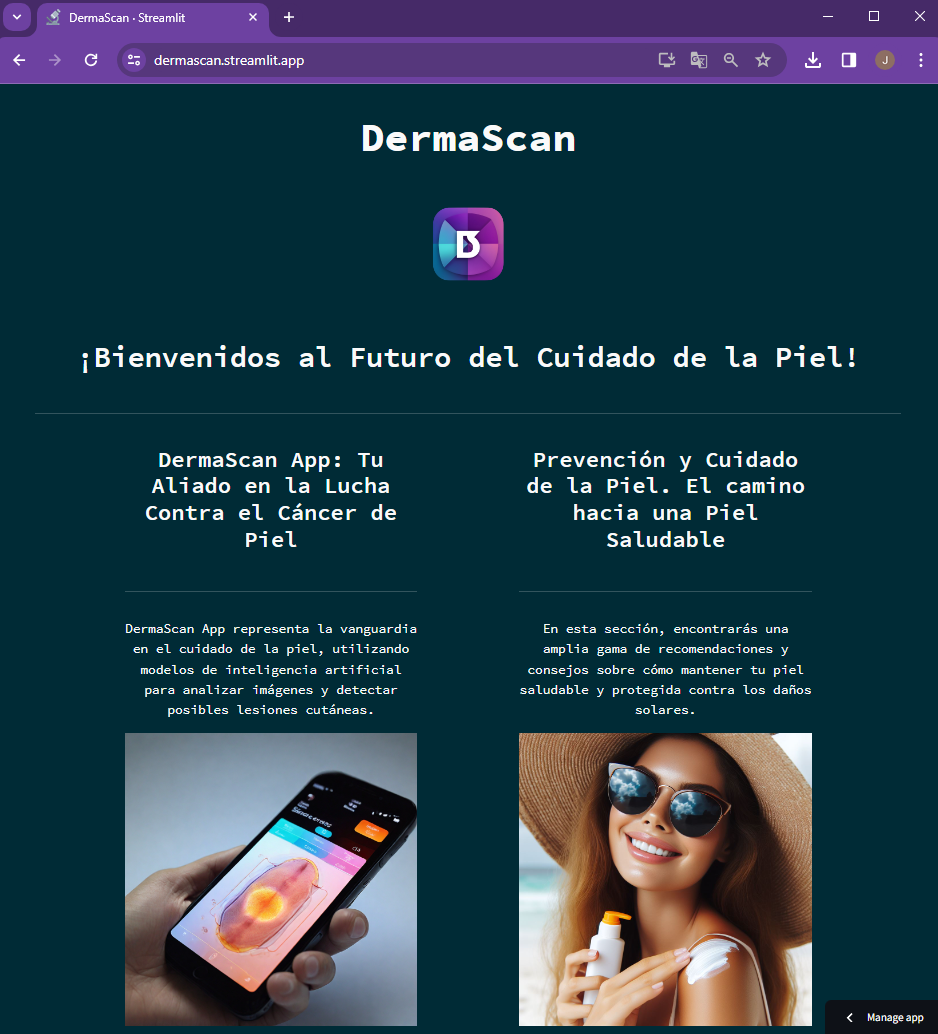 DermaScan · Streamlit
dermascan.streamlit.app
J
DermaScan
¡Bienvenidos al Futuro del Cuidado de la Piel!
DermaScan App: Tu
Aliado en la Lucha
Contra el Cáncer de
Piel
DermaScan App representa la vanguardia
en el cuidado de la piel, utilizando
modelos de inteligencia artificial
para analizar imágenes y detectar
posibles lesiones cutáneas.
Prevención y Cuidado
de la Piel. El camino
hacia una Piel
Saludable
En esta sección, encontrarás una
amplia gama de recomendaciones y
consejos sobre cómo mantener tu piel
saludable y protegida contra los daños
solares.
Manage app